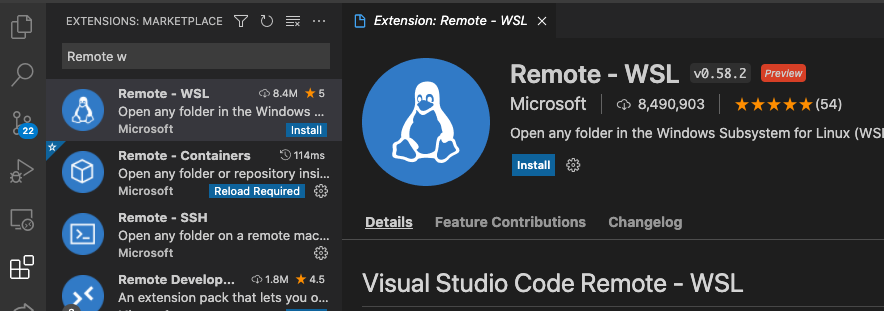 EXTENSIONS: MARKETPLACE
Remote w
Remote - WSL 8.4M 5
Open any folder in the Windows ...
Microsoft Install
Remote - Containers 114ms
Open any folder or repository insi...
Microsoft Reload Required
Remote - SSH
Open any folder on a remote mac...
Microsoft
Remote Develop... 1.8M 4.5
An extension pack that lets you o...
22
Extension: Remote - WSL
Remote - WSL v0.58.2 Preview
Microsoft 8,490,903 (54)
Open any folder in the Windows Subsystem for Linux (WSL
Install
Details Feature Contributions Changelog
Visual Studio Code Remote - WSL